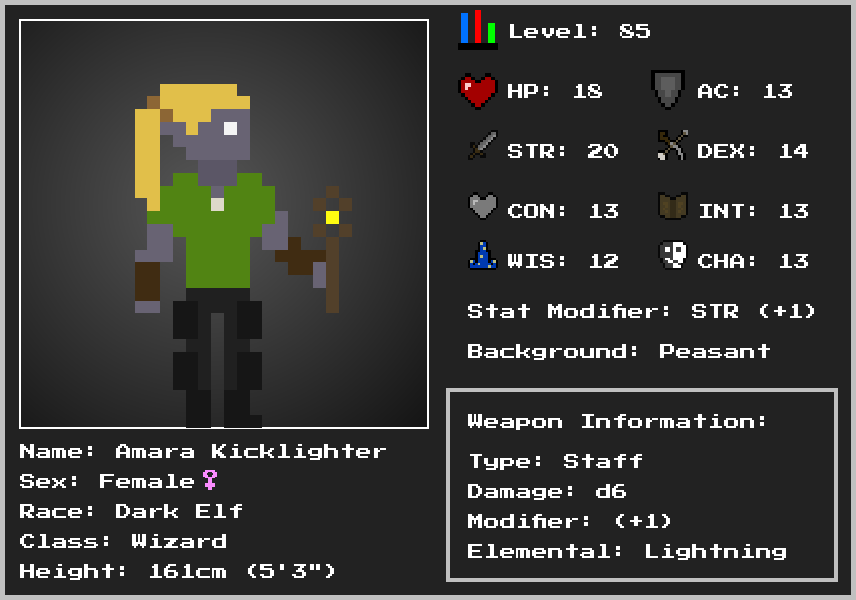 Level: 85
HP: 18
AC: 13
STR: 20
DEX: 14
CON: 13
INT: 13
WIS: 12
CHA: 13
Stat Modifier: STR (+1)
Background: Peasant
Weapon Information:
Type: Staff
Damage: d6
Modifier: (+1)
Elemental: Lightning
Name: Amara Kicklighter
Sex: Female♀
Race: Dark Elf
Class: Wizard
Height: 161cm (5'3")